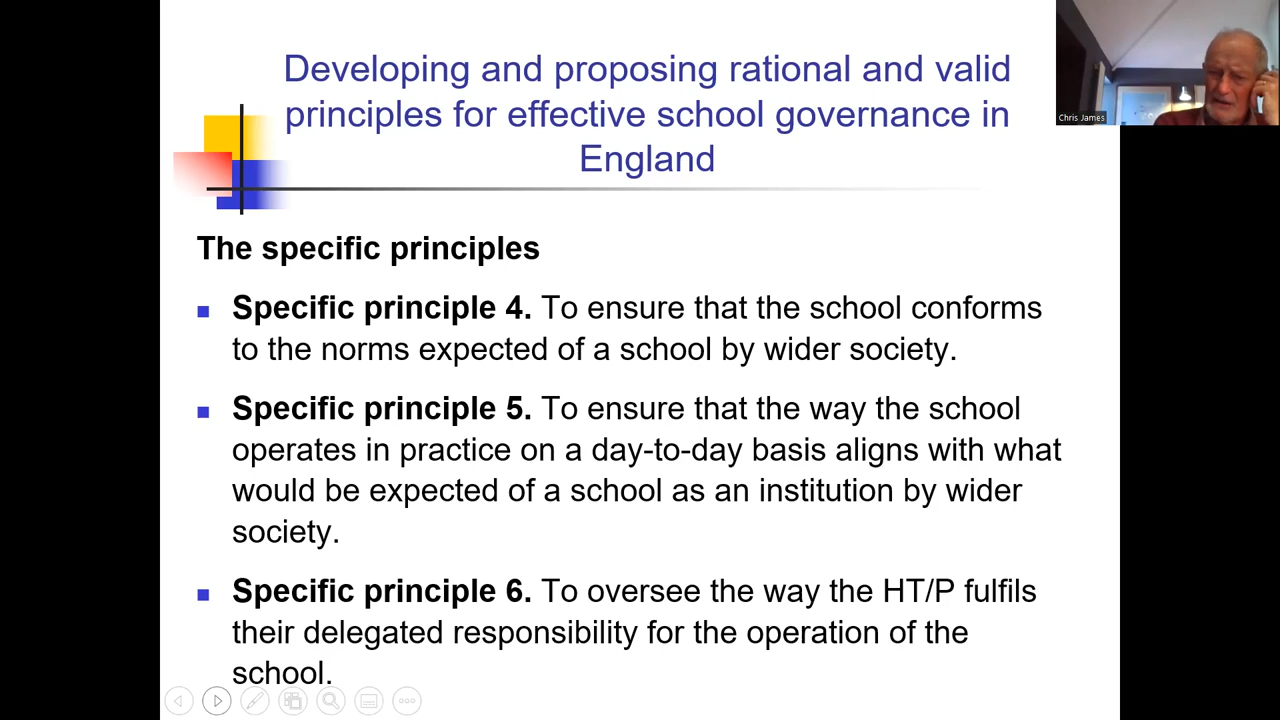 Developing and proposing rational and valid
principles for effective school governance in
England
Chris James
The specific principles
Specific principle 4. To ensure that the school conforms
to the norms expected of a school by wider society.
Specific principle 5. To ensure that the way the school
operates in practice on a day-to-day basis aligns with what
would be expected of a school as an institution by wider
society.
Specific principle 6. To oversee the way the HT/P fulfils
their delegated responsibility for the operation of the
school.